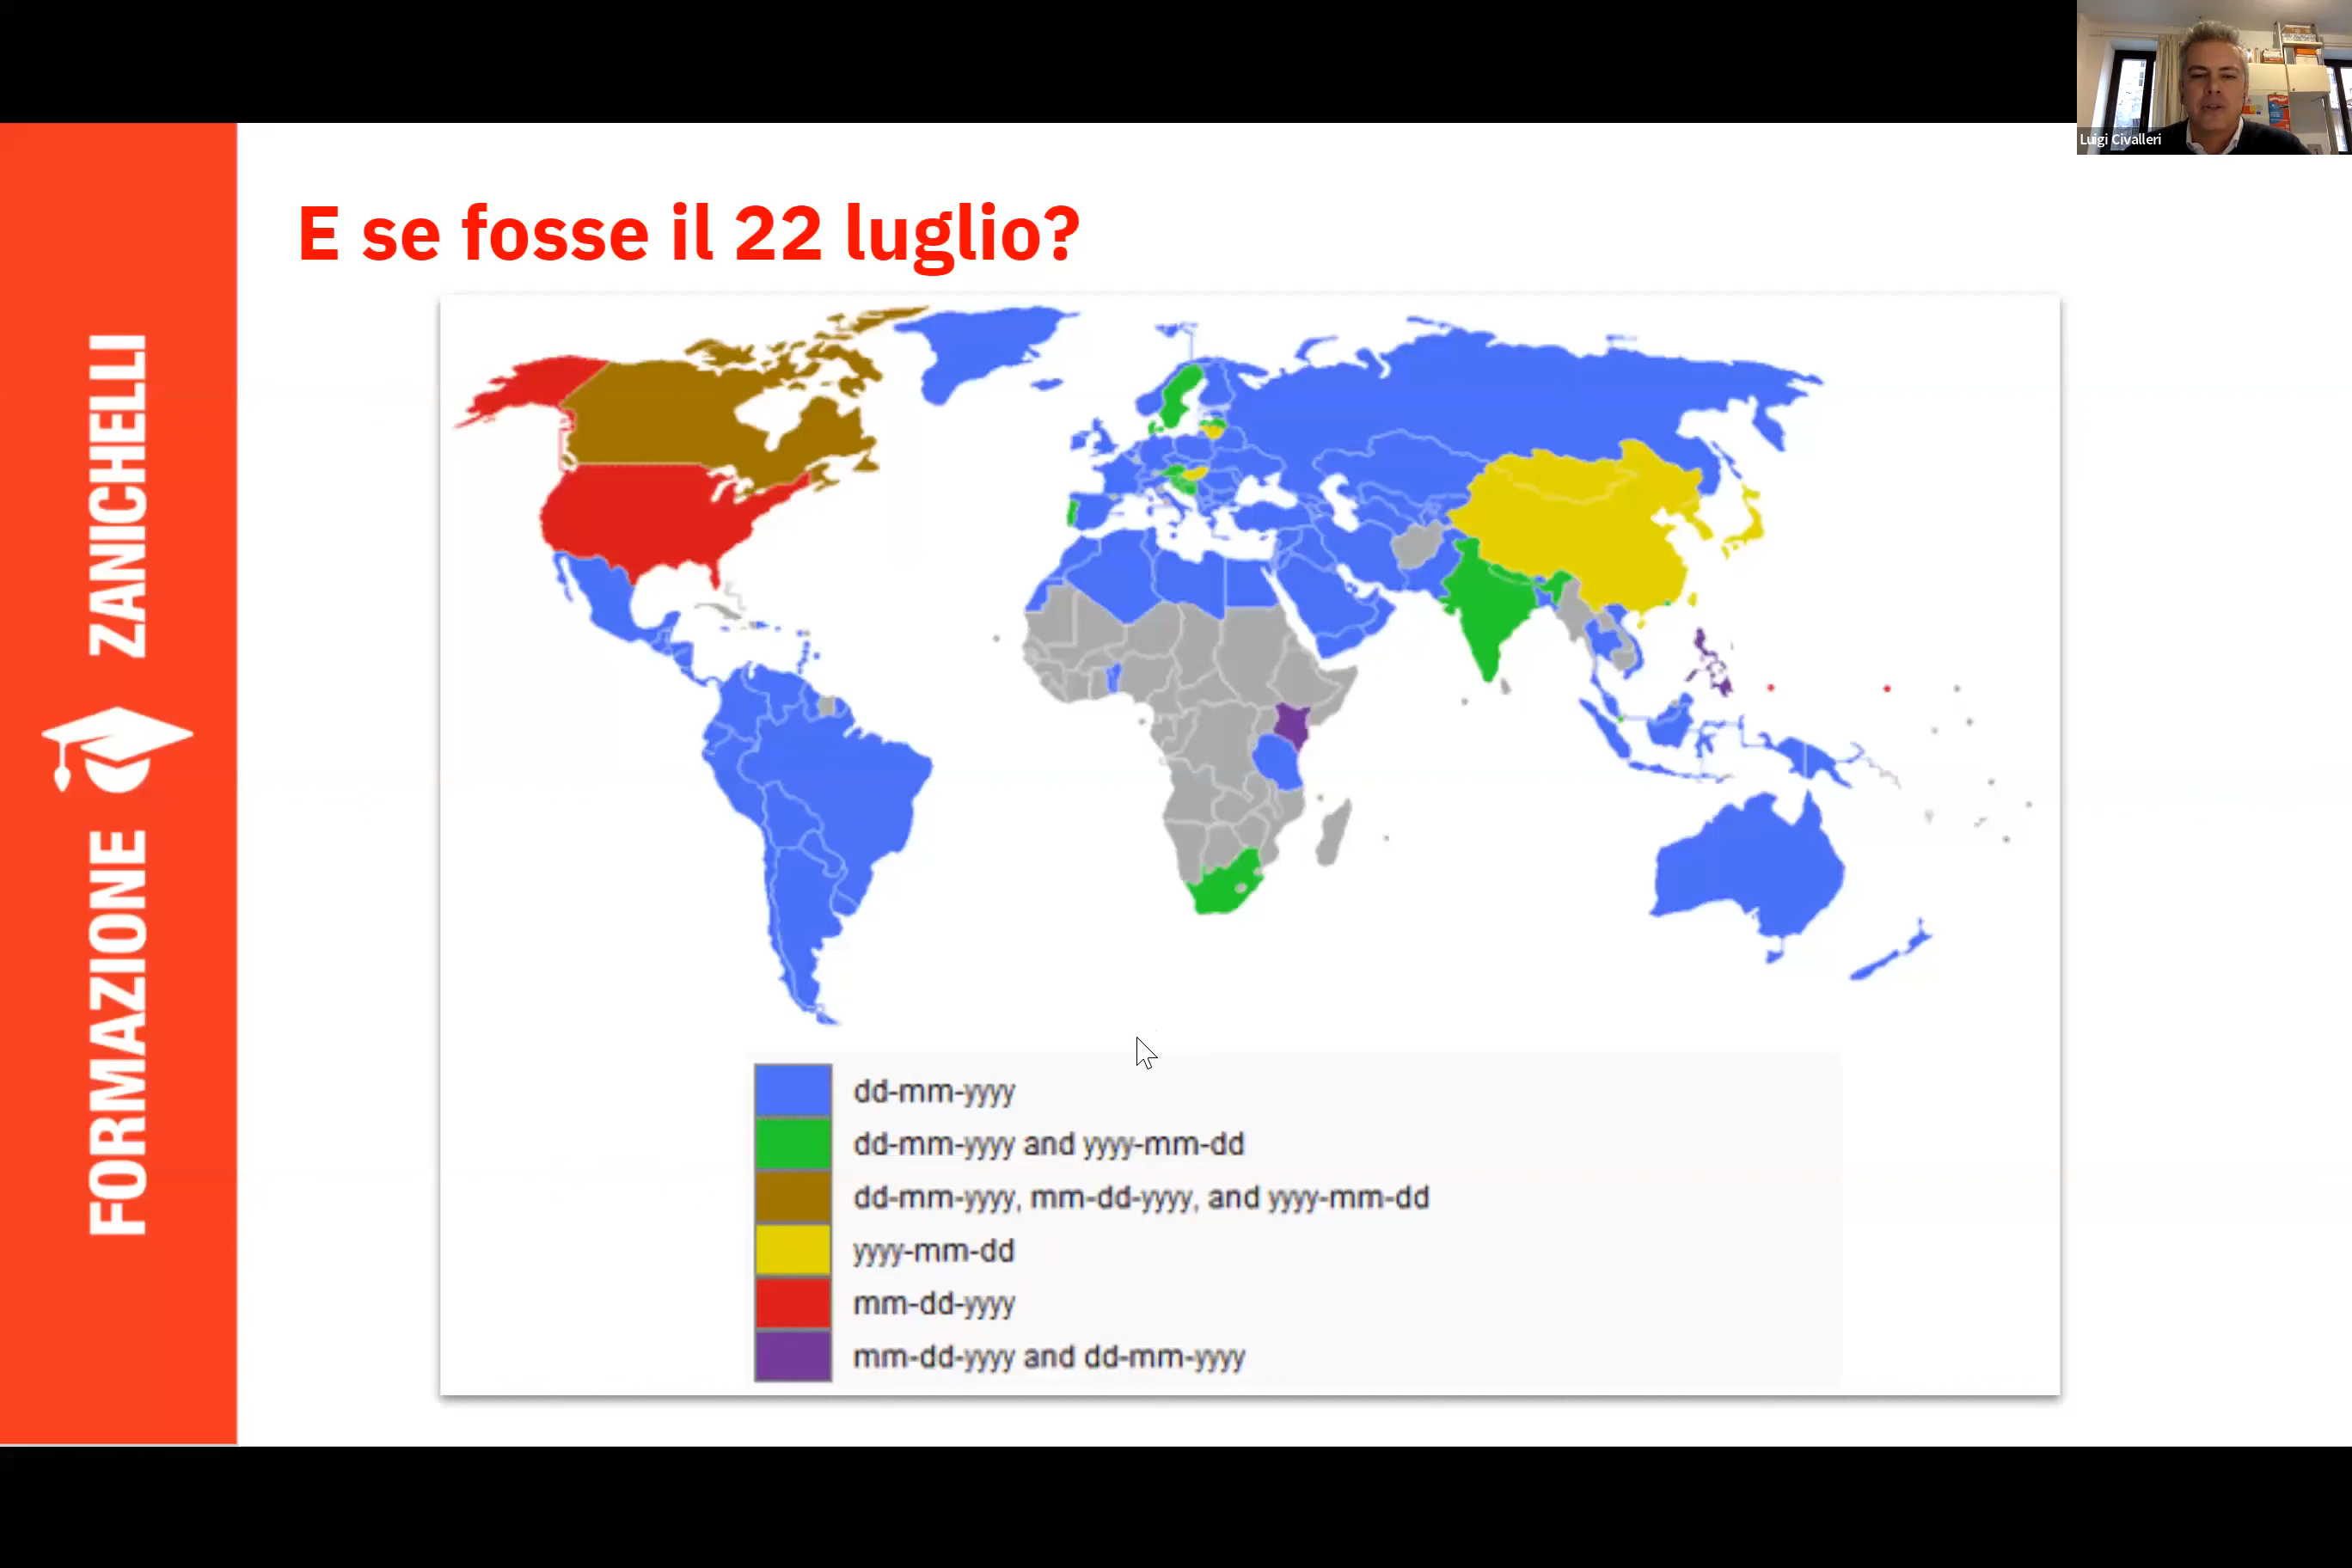 Luigi Civalleri
E se fosse il 22 luglio?
FORMAZIONE ZANICHELLI
dd-mm-yyyy
dd-mm-yyyy and yyyy-mm-dd
dd-mm-yyyy, mm-dd-yyyy, and yyyy-mm-dd
yyyy-mm-dd
mm-dd-yyyy
mm-dd-yyyy and dd-mm-yyyy